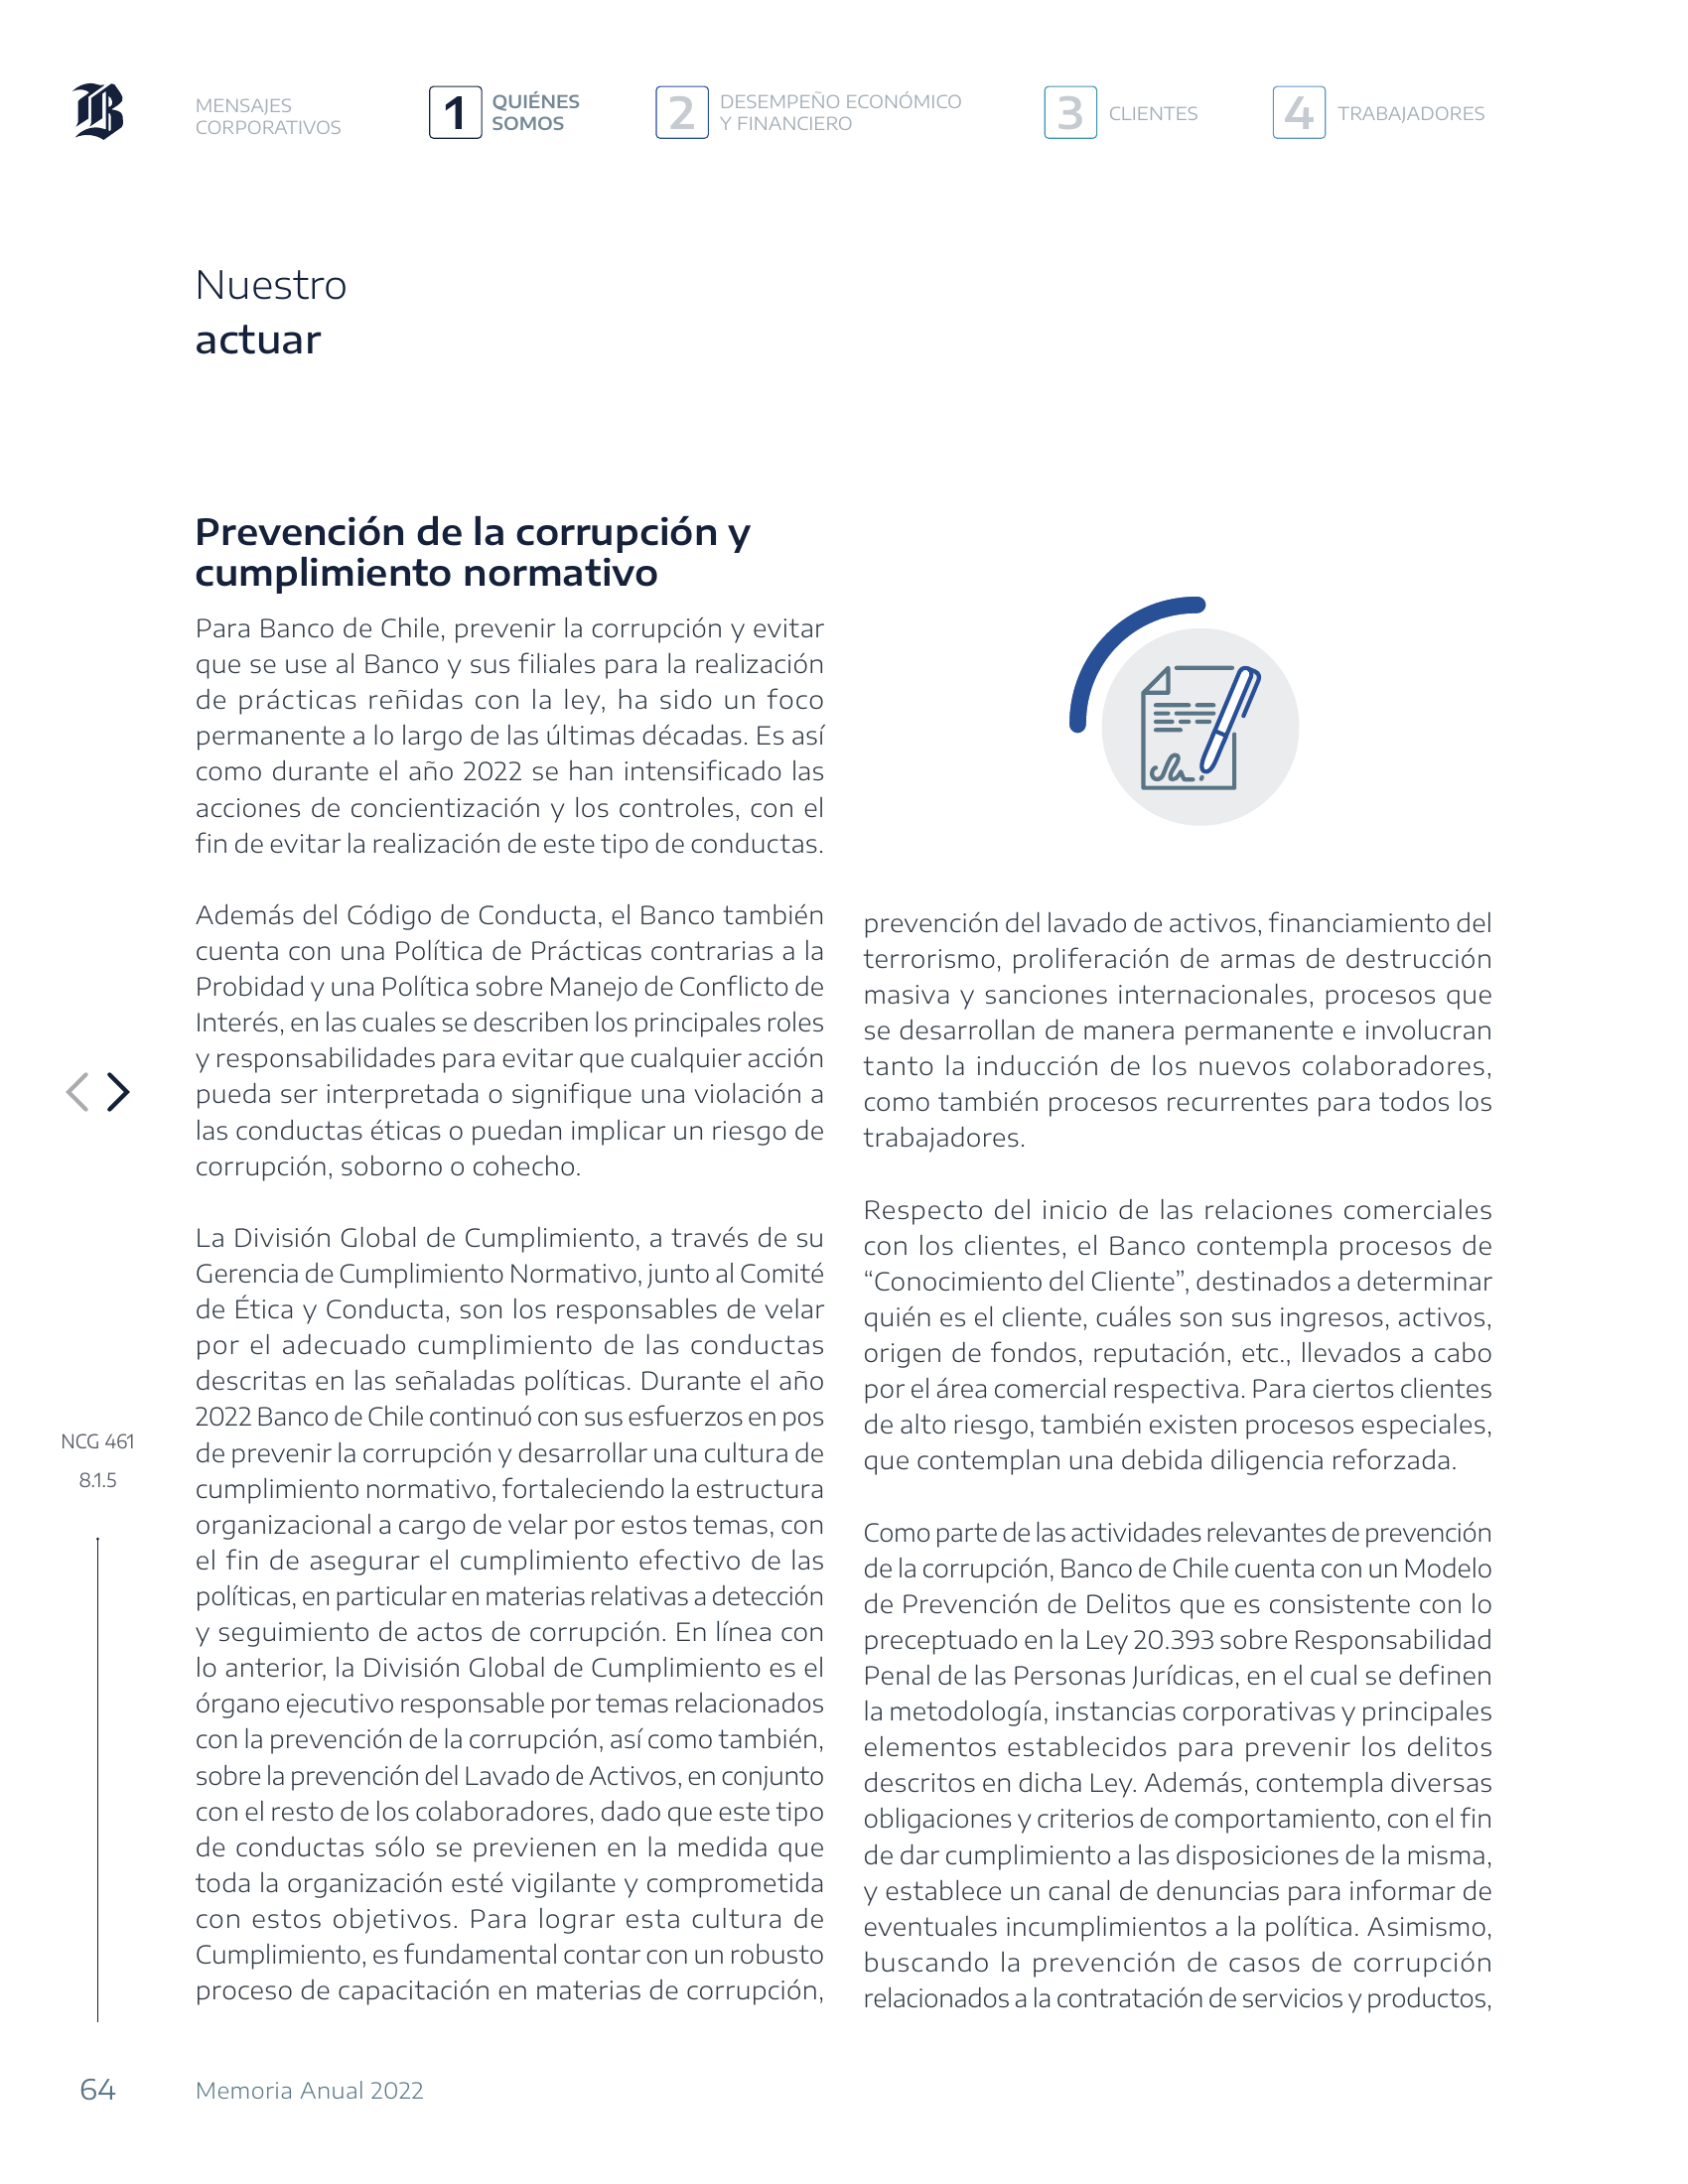 MENSAJES
CORPORATIVOS
1
QUIÉNES
SOMOS
2
DESEMPEÑO ECONÓMICO
Y FINANCIERO
3
CLIENTES
4
TRABAJADORES
Nuestro
actuar
Prevención de la corrupción y
cumplimiento normativo
Para Banco de Chile, prevenir la corrupción y evitar
que se use al Banco y sus filiales para la realización
de prácticas reñidas con la ley, ha sido un foco
permanente a lo largo de las últimas décadas. Es así
como durante el año 2022 se han intensificado las
acciones de concientización y los controles, con el
fin de evitar la realización de este tipo de conductas.
Además del Código de Conducta, el Banco también
cuenta con una Política de Prácticas contrarias a la
Probidad y una Política sobre Manejo de Conflicto de
Interés, en las cuales se describen los principales roles
y responsabilidades para evitar que cualquier acción
pueda ser interpretada o signifique una violación a
las conductas éticas o puedan implicar un riesgo de
corrupción, soborno o cohecho.
La División Global de Cumplimiento, a través de su
Gerencia de Cumplimiento Normativo, junto al Comité
de Ética y Conducta, son los responsables de velar
por el adecuado cumplimiento de las conductas
descritas en las señaladas políticas. Durante el año
2022 Banco de Chile continuó con sus esfuerzos en pos
de prevenir la corrupción y desarrollar una cultura de
cumplimiento normativo, fortaleciendo la estructura
organizacional a cargo de velar por estos temas, con
el fin de asegurar el cumplimiento efectivo de las
políticas, en particular en materias relativas a detección
y seguimiento de actos de corrupción. En línea con
lo anterior, la División Global de Cumplimiento es el
órgano ejecutivo responsable por temas relacionados
con la prevención de la corrupción, así como también,
sobre la prevención del Lavado de Activos, en conjunto
con el resto de los colaboradores, dado que este tipo
de conductas sólo se previenen en la medida que
toda la organización esté vigilante y comprometida
con estos objetivos. Para lograr esta cultura de
Cumplimiento, es fundamental contar con un robusto
proceso de capacitación en materias de corrupción,
prevención del lavado de activos, financiamiento del
terrorismo, proliferación de armas de destrucción
masiva y sanciones internacionales, procesos que
se desarrollan de manera permanente e involucran
tanto la inducción de los nuevos colaboradores,
como también procesos recurrentes para todos los
trabajadores.
Respecto del inicio de las relaciones comerciales
con los clientes, el Banco contempla procesos de
“Conocimiento del Cliente”, destinados a determinar
quién es el cliente, cuáles son sus ingresos, activos,
origen de fondos, reputación, etc., llevados a cabo
por el área comercial respectiva. Para ciertos clientes
de alto riesgo, también existen procesos especiales,
que contemplan una debida diligencia reforzada.
Como parte de las actividades relevantes de prevención
de la corrupción, Banco de Chile cuenta con un Modelo
de Prevención de Delitos que es consistente con lo
preceptuado en la Ley 20.393 sobre Responsabilidad
Penal de las Personas Jurídicas, en el cual se definen
la metodología, instancias corporativas y principales
elementos establecidos para prevenir los delitos
descritos en dicha Ley. Además, contempla diversas
obligaciones y criterios de comportamiento, con el fin
de dar cumplimiento a las disposiciones de la misma,
y establece un canal de denuncias para informar de
eventuales incumplimientos a la política. Asimismo,
buscando la prevención de casos de corrupción
relacionados a la contratación de servicios y productos,
NCG 461
8.1.5
64
Memoria Anual 2022